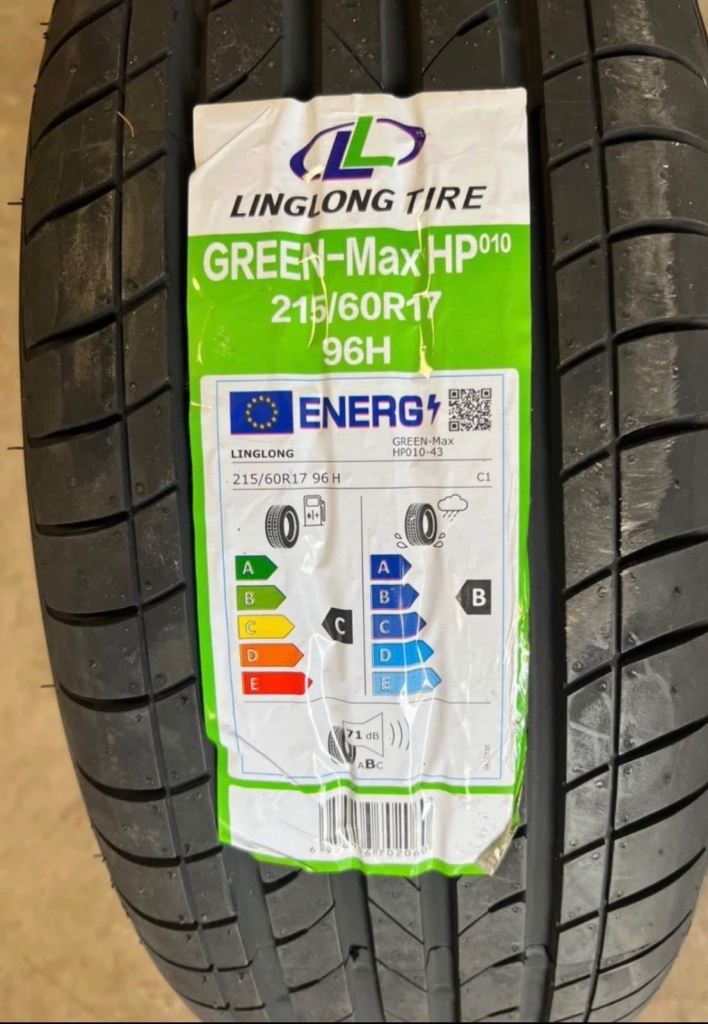 LL
LINGLONG TIRE
GREEN-Max HP010
215/60R17
96H
ENERG
LINGLONG
GREEN-Max
HP010-43
215/60R17 96 H
C1
A
B
C
D
E
C
A
B
C
D
E
B
71 dB
ABC